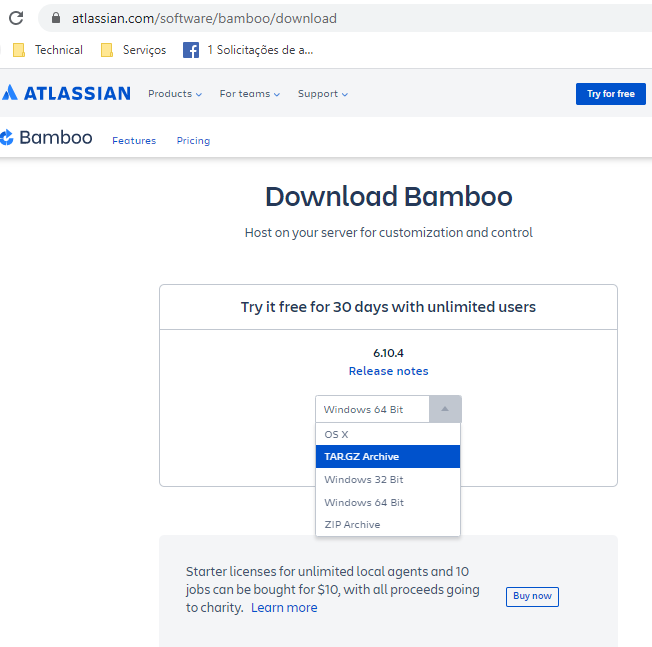 atlassian.com/software/bamboo/download
Technical Serviços 1 Solicitações de a...
ATLASSIAN Products For teams Support Try for free
Bamboo Features Pricing
Download Bamboo
Host on your server for customization and control
Try it free for 30 days with unlimited users
6.10.4
Release notes
Windows 64 Bit
OS X
TAR.GZ Archive
Windows 32 Bit
Windows 64 Bit
ZIP Archive
Starter licenses for unlimited local agents and 10
jobs can be bought for $10, with all proceeds going
to charity. Learn more
Buy now